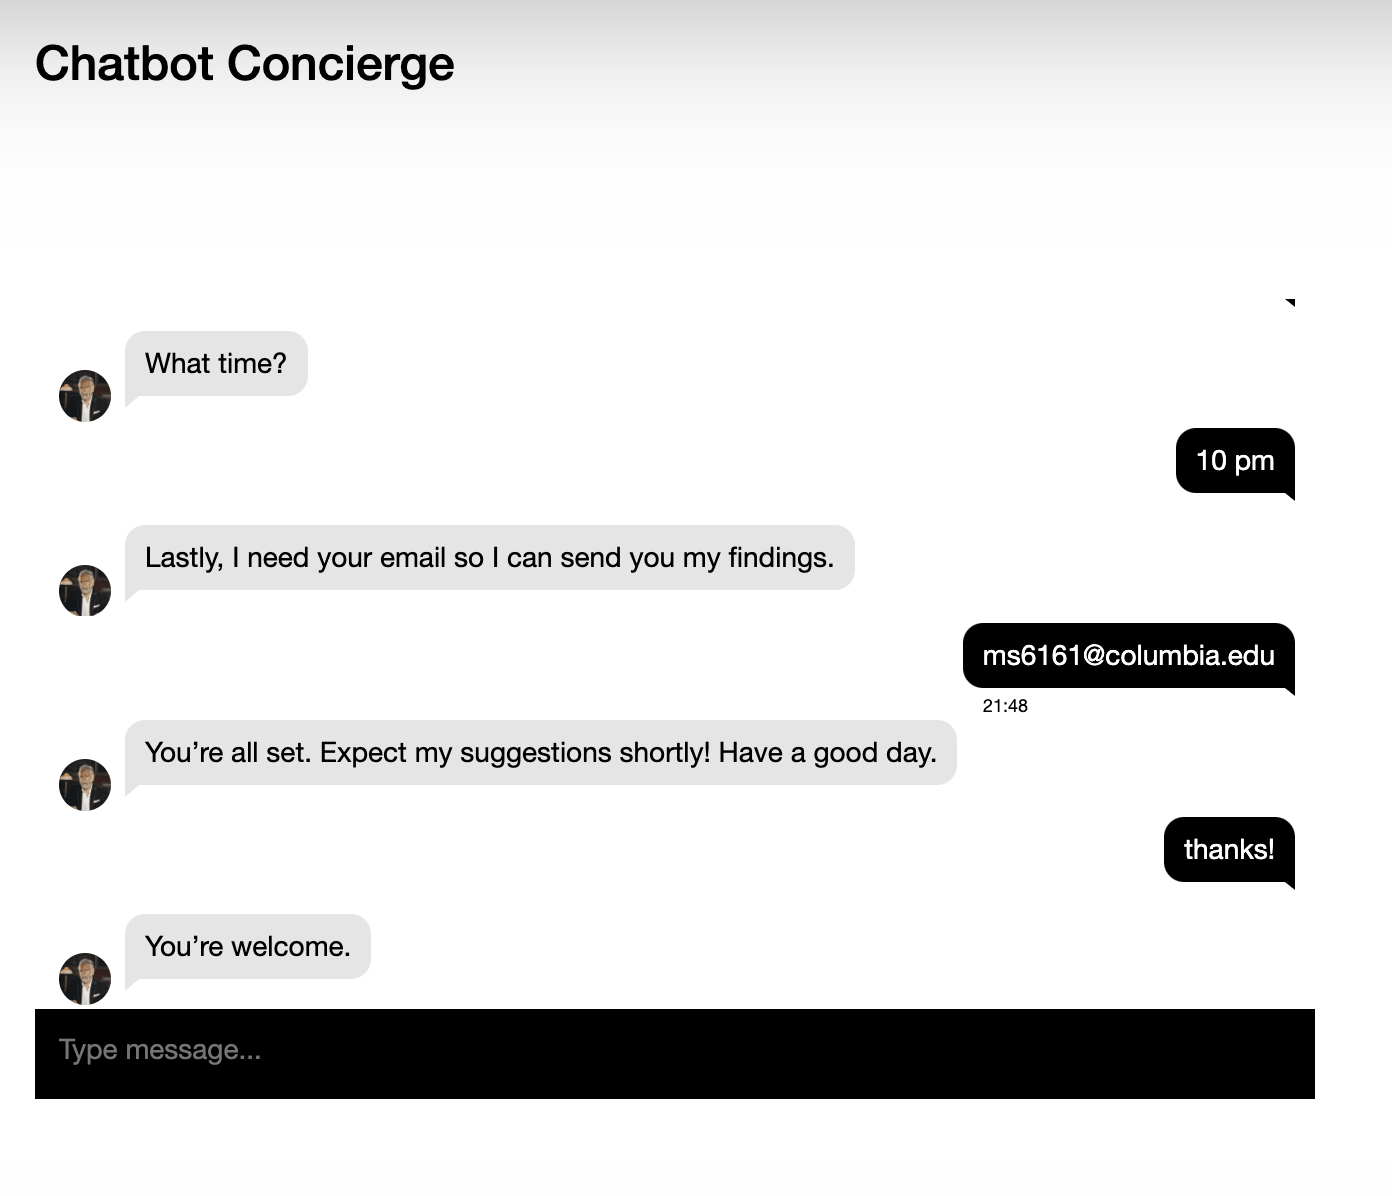 Chatbot Concierge
What time?
10 pm
Lastly, I need your email so I can send you my findings.
ms6161@columbia.edu
21:48
You’re all set. Expect my suggestions shortly! Have a good day.
thanks!
You’re welcome.
Type message...